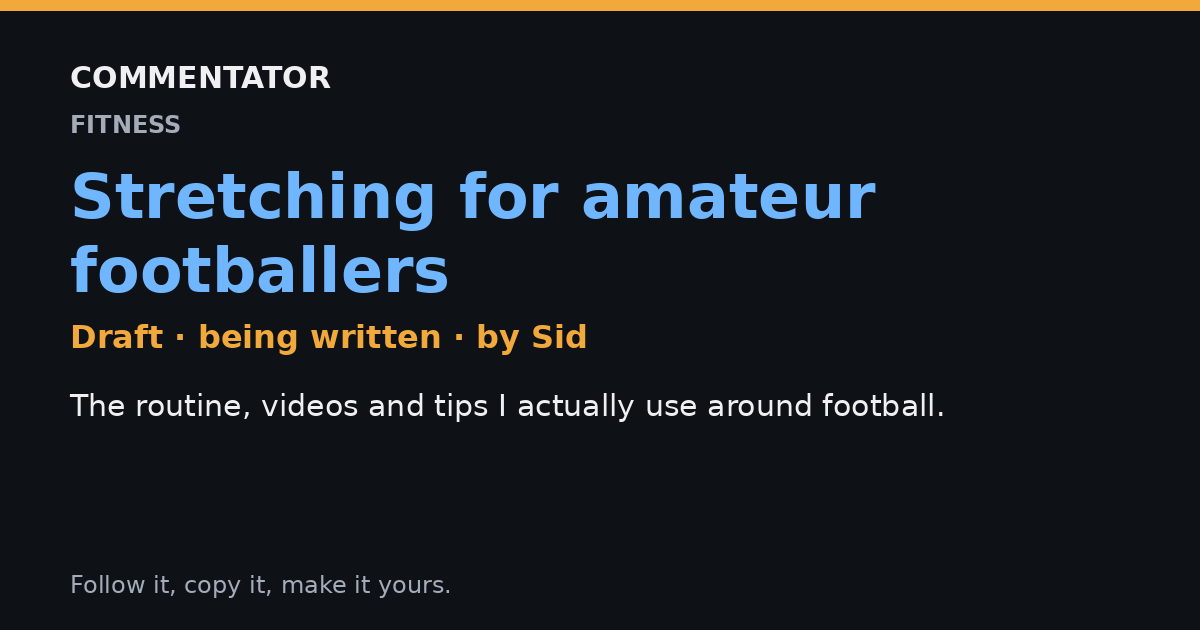 COMMENTATOR
FITNESS
Stretching for amateur
footballers
Draft · being written · by Sid
The routine, videos and tips I actually use around football.
Follow it, copy it, make it yours.